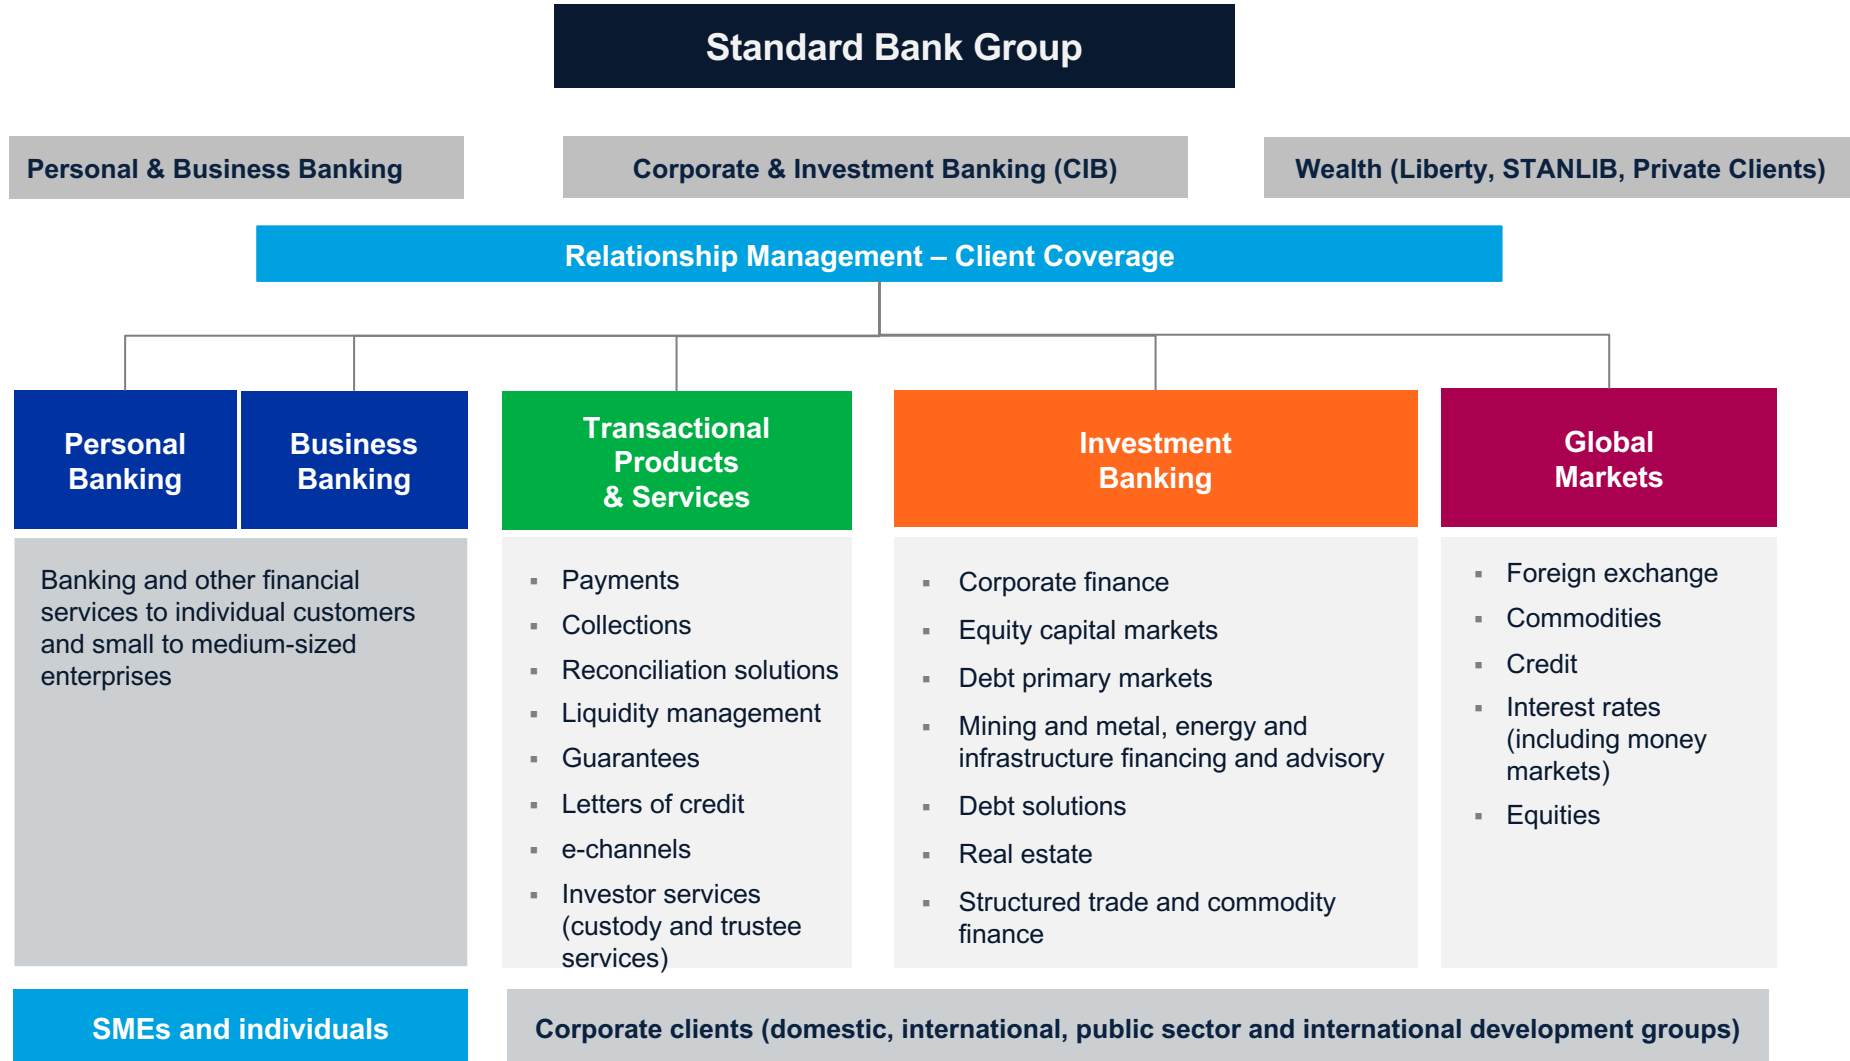 Standard Bank Group
Personal & Business Banking
Corporate & Investment Banking (CIB)
Wealth (Liberty, STANLIB, Private Clients)
Relationship Management – Client Coverage
Personal
Banking
Business
Banking
Transactional
Products
& Services
Investment
Banking
Global
Markets
Banking and other financial
services to individual customers
and small to medium-sized
enterprises
▪ Payments
▪ Collections
▪ Reconciliation solutions
▪ Liquidity management
▪ Guarantees
▪ Letters of credit
▪ e-channels
▪ Investor services
(custody and trustee
services)
▪ Corporate finance
▪ Equity capital markets
▪ Debt primary markets
▪ Mining and metal, energy and
infrastructure financing and advisory
▪ Debt solutions
▪ Real estate
▪ Structured trade and commodity
finance
▪ Foreign exchange
▪ Commodities
▪ Credit
▪ Interest rates
(including money
markets)
▪ Equities
SMEs and individuals
Corporate clients (domestic, international, public sector and international development groups)